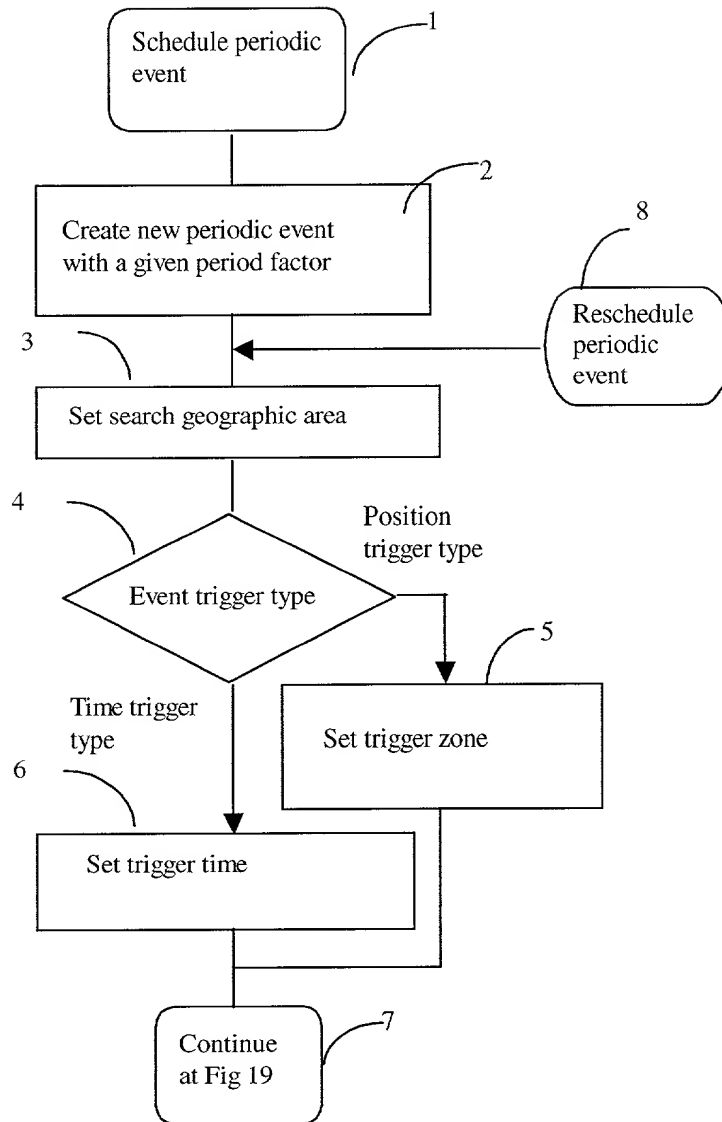 Schedule periodic
event
1
Create new periodic event
with a given period factor
2
8
Reschedule
periodic
event
3
Set search geographic area
4
Position
trigger type
Event trigger type
5
Time trigger
type
Set trigger zone
6
Set trigger time
7
Continue
at Fig 19